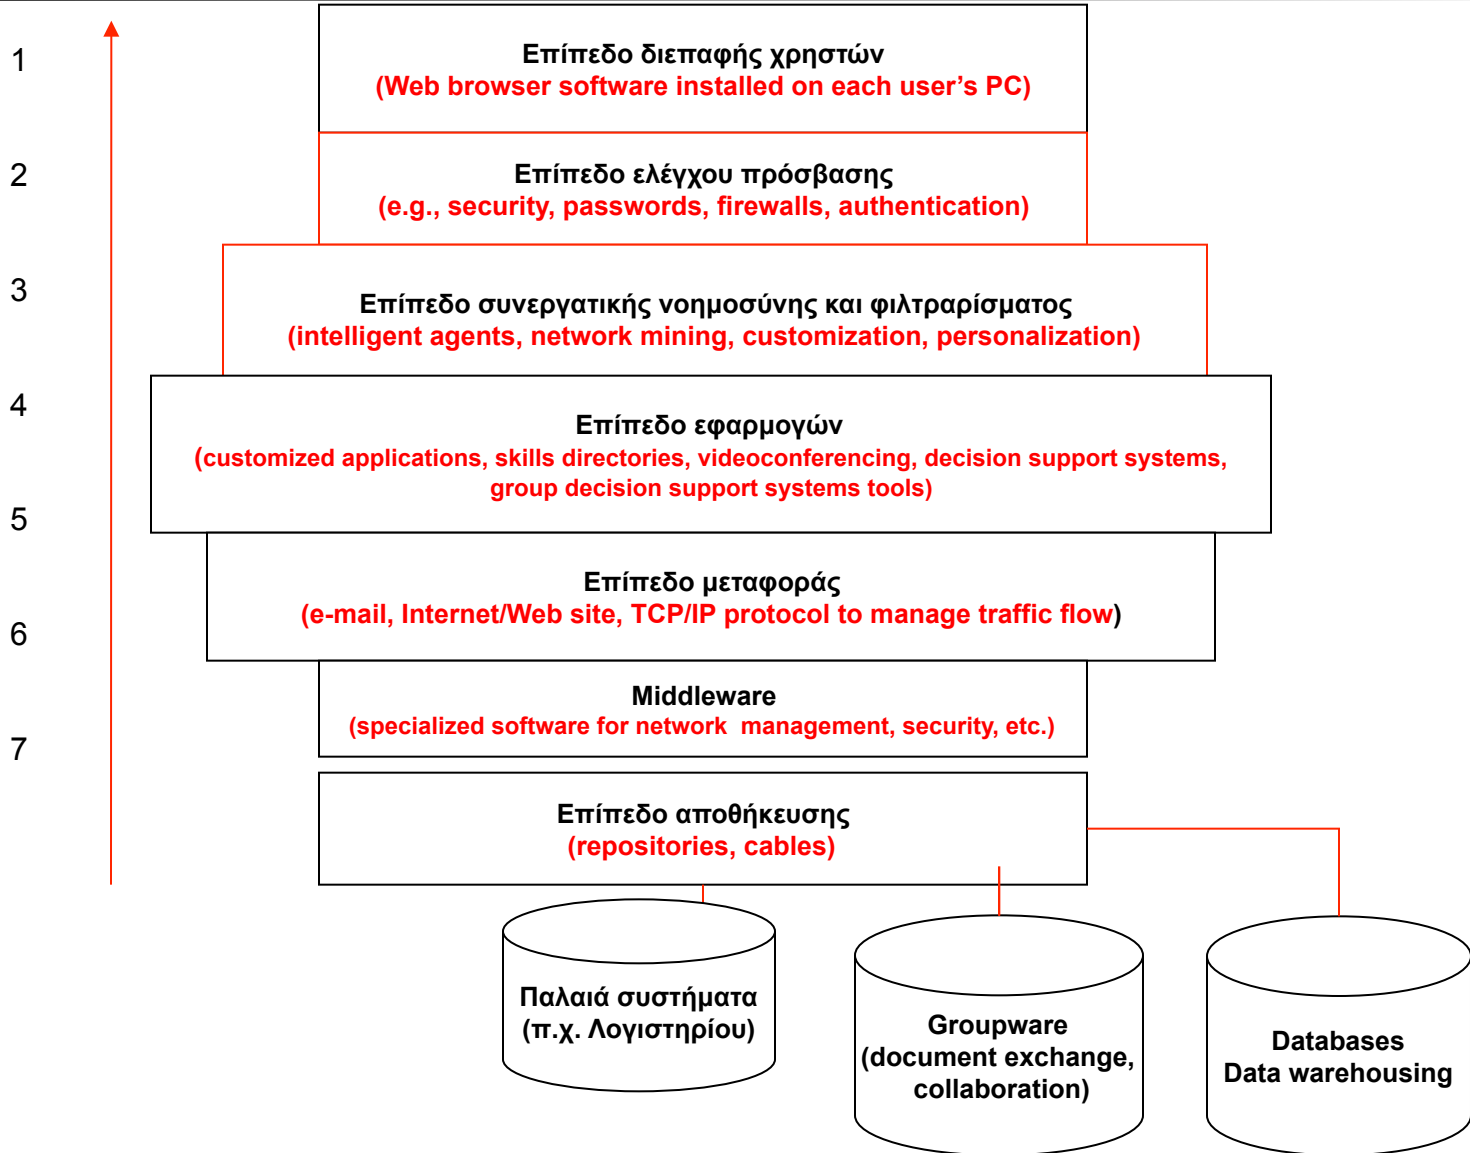 1
Επίπεδο διεπαφής χρηστών
(Web browser software installed on each user’s PC)
2
Επίπεδο ελέγχου πρόσβασης
(e.g., security, passwords, firewalls, authentication)
3
Επίπεδο συνεργατικής νοημοσύνης και φιλτραρίσματος
(intelligent agents, network mining, customization, personalization)
4
Επίπεδο εφαρμογών
(customized applications, skills directories, videoconferencing, decision support systems,
group decision support systems tools)
5
Επίπεδο μεταφοράς
(e-mail, Internet/Web site, TCP/IP protocol to manage traffic flow)
6
Middleware
(specialized software for network management, security, etc.)
7
Επίπεδο αποθήκευσης
(repositories, cables)
Παλαιά συστήματα
(π.χ. Λογιστηρίου)
Groupware
(document exchange,
collaboration)
Databases
Data warehousing